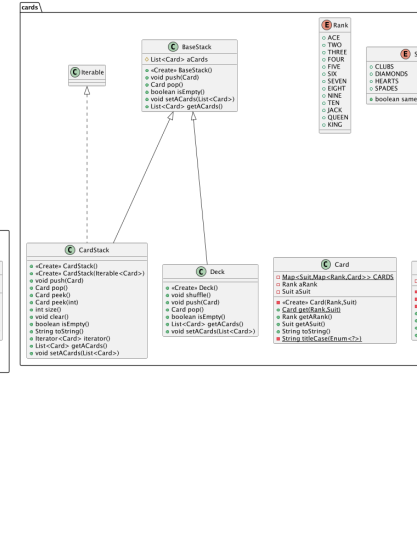 cards
E Rank
ACE
TWO
THREE
FOUR
FIVE
SIX
SEVEN
EIGHT
NINE
TEN
JACK
QUEEN
KING
E S
CLUBS
DIAMONDS
HEARTS
SPADES
boolean same
C BaseStack
List<Card> aCards
«Create» BaseStack()
void push(Card)
Card pop()
boolean isEmpty()
void setACards(List<Card>)
List<Card> getACards()
C Iterable
C CardStack
«Create» CardStack()
«Create» CardStack(Iterable<Card>)
void push(Card)
Card pop()
Card peek()
Card peek(int)
int size()
void clear()
boolean isEmpty()
String toString()
Iterator<Card> iterator()
List<Card> getACards()
void setACards(List<Card>)
C Deck
«Create» Deck()
void shuffle()
void push(Card)
Card pop()
boolean isEmpty()
List<Card> getACards()
void setACards(List<Card>)
C Card
Map<Suit,Map<Rank,Card>> CARDS
Rank aRank
Suit aSuit
«Create» Card(Rank,Suit)
Card get(Rank,Suit)
Rank getARank()
Suit getASuit()
String toString()
String titleCase(Enum<?>)